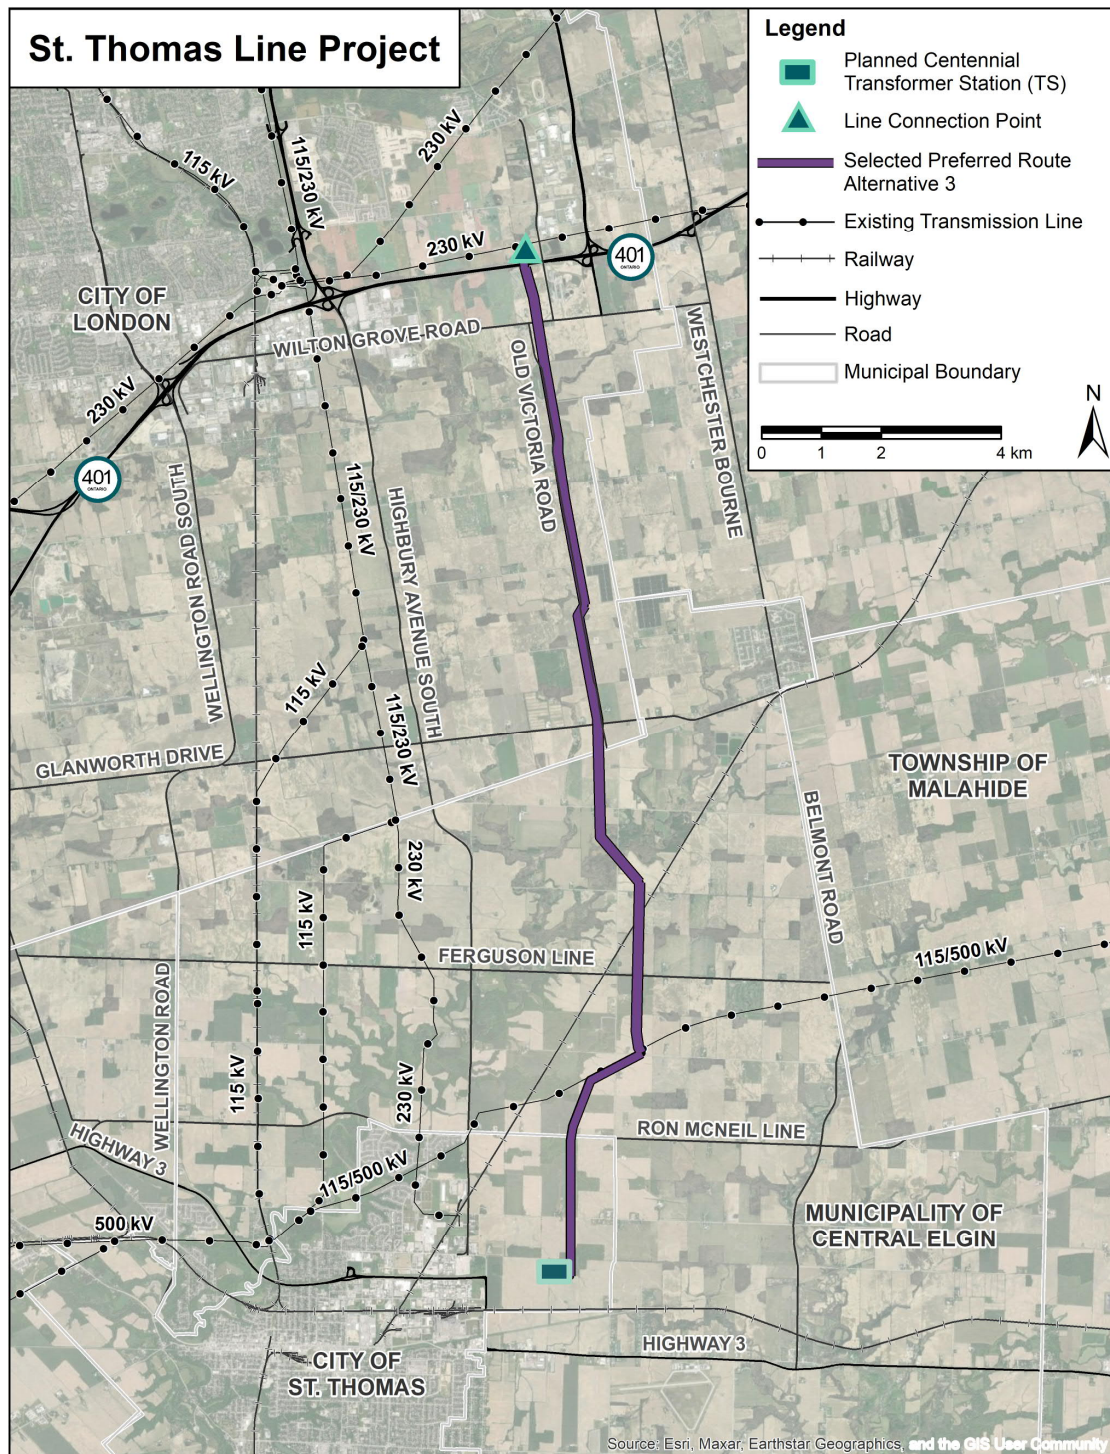 St. Thomas Line Project
Legend
Planned Centennial
Transformer Station (TS)
Line Connection Point
Selected Preferred Route
Alternative 3
Existing Transmission Line
Railway
Highway
Road
Municipal Boundary
N
0 1 2 4 km
115 kV
115/230 kV
230 kV
230 kV
401
ONTARIO
CITY OF
LONDON
WILTON GROVE ROAD
230 kV
401
ONTARIO
OLD VICTORIA ROAD
WESTCHESTER BOURNE
WELLINGTON ROAD SOUTH
115/230 kV
HIGHBURY AVENUE SOUTH
115 kV
115/230 kV
GLANWORTH DRIVE
TOWNSHIP OF
MALAHIDE
BELMONT ROAD
230 kV
115 kV
FERGUSON LINE
115/500 kV
WELLINGTON ROAD
115 kV
230 kV
HIGHWAY 3
RON MCNEIL LINE
115/500 kV
500 kV
MUNICIPALITY OF
CENTRAL ELGIN
HIGHWAY 3
CITY OF
ST. THOMAS
Source: Esri, Maxar, Earthstar Geographics, and the GIS User Community